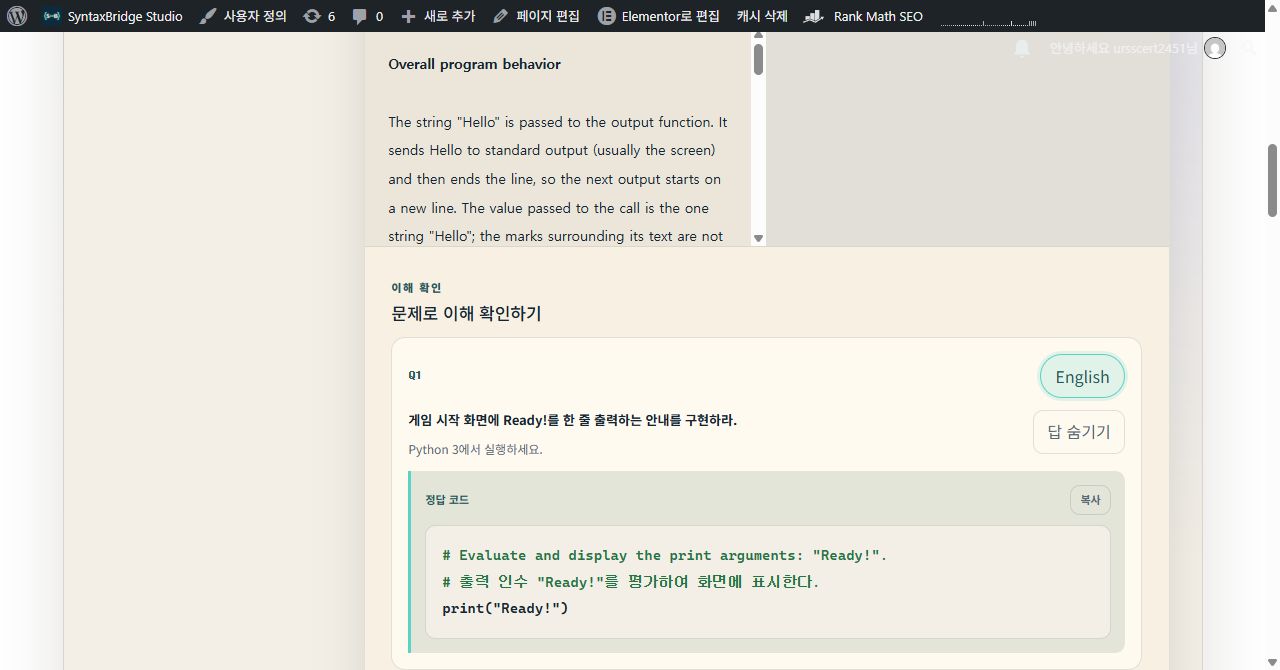 SyntaxBridge Studio 사용자 정의 6 0 새로 추가 페이지 편집 Elementor로 편집 캐시 삭제 Rank Math SEO
안녕하세요 ursscert2451님
Overall program behavior
The string "Hello" is passed to the output function. It
sends Hello to standard output (usually the screen)
and then ends the line, so the next output starts on
a new line. The value passed to the call is the one
string "Hello"; the marks surrounding its text are not
이해 확인
문제로 이해 확인하기
Q1
English
게임 시작 화면에 Ready!를 한 줄 출력하는 안내를 구현하라.
답 숨기기
Python 3에서 실행하세요.
정답 코드
복사
# Evaluate and display the print arguments: "Ready!".
# 출력 인수 "Ready!"를 평가하여 화면에 표시한다.
print("Ready!")